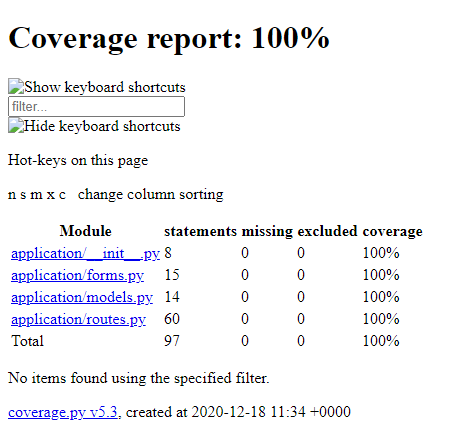 Coverage report: 100%
Show keyboard shortcuts
filter...
Hide keyboard shortcuts
Hot-keys on this page
n s m x c change column sorting
Module statements missing excluded coverage
application/__init__.py 8 0 0 100%
application/forms.py 15 0 0 100%
application/models.py 14 0 0 100%
application/routes.py 60 0 0 100%
Total 97 0 0 100%
No items found using the specified filter.
coverage.py v5.3, created at 2020-12-18 11:34 +0000